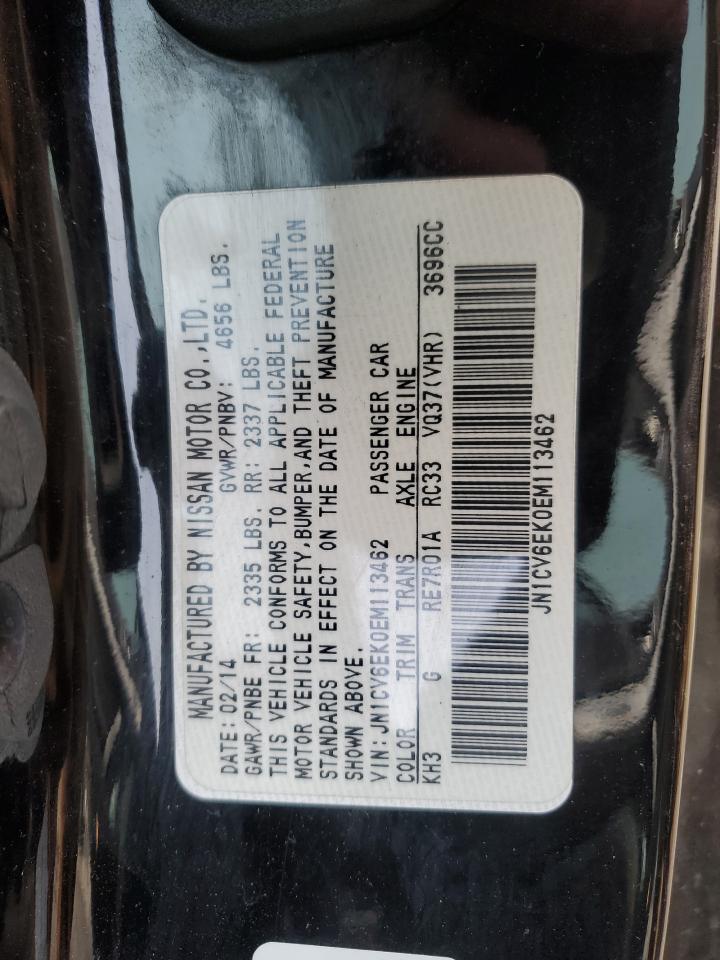 MANUFACTURED BY NISSAN MOTOR CO.,LTD.
DATE: 02/14 GVWR/PNBV: 4656 LBS.
GAWR/PNBE FR: 2335 LBS. RR: 2337 LBS.
THIS VEHICLE CONFORMS TO ALL APPLICABLE FEDERAL
MOTOR VEHICLE SAFETY,BUMPER,AND THEFT PREVENTION
STANDARDS IN EFFECT ON THE DATE OF MANUFACTURE
SHOWN ABOVE.
VIN: JN1CV6EK0EM113462 PASSENGER CAR
COLOR TRIM TRANS AXLE ENGINE
KH3 G RE7R01A RC33 VQ37(VHR) 3696CC
JN1CV6EK0EM113462